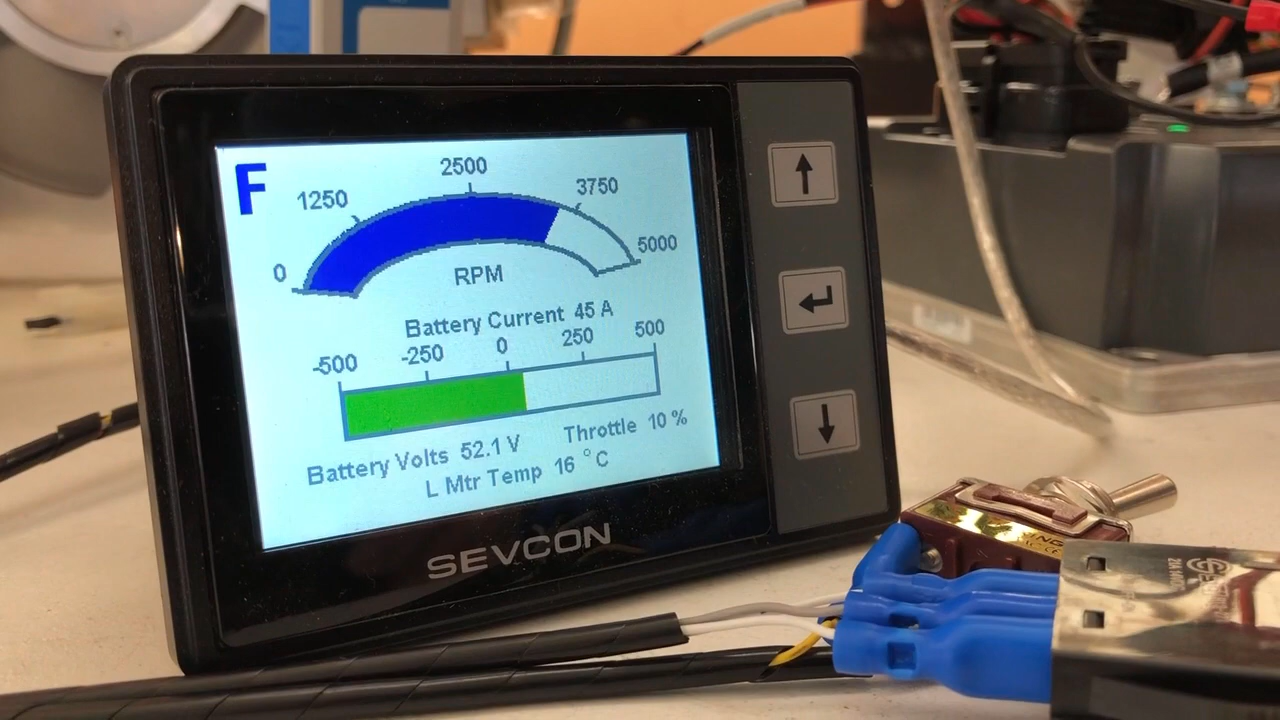 F
2500
1250
3750
0
5000
RPM
Battery Current 45 A
-500 -250 0 250 500
Battery Volts 52.1 V
Throttle 10 %
L Mtr Temp 16 °C
SEVCON